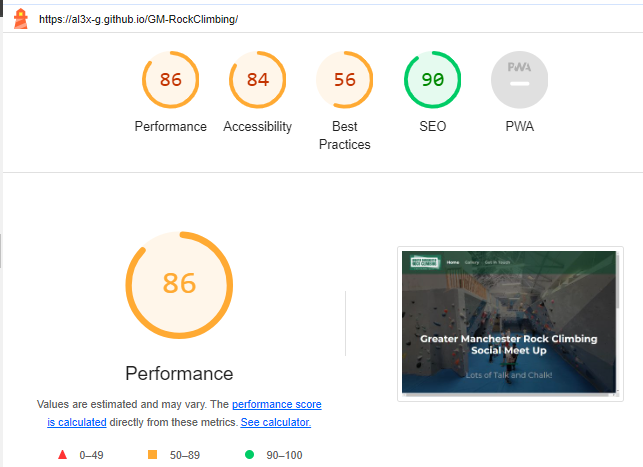 https://al3x-g.github.io/GM-RockClimbing/
86
84
56
90
PWA
Performance
Accessibility
Best
Practices
SEO
PWA
86
Performance
Values are estimated and may vary. The performance score
is calculated directly from these metrics. See calculator.
0–49
50–89
90–100
Home Gallery Get In Touch
Greater Manchester Rock Climbing
Social Meet Up
Lots of Talk and Chalk!